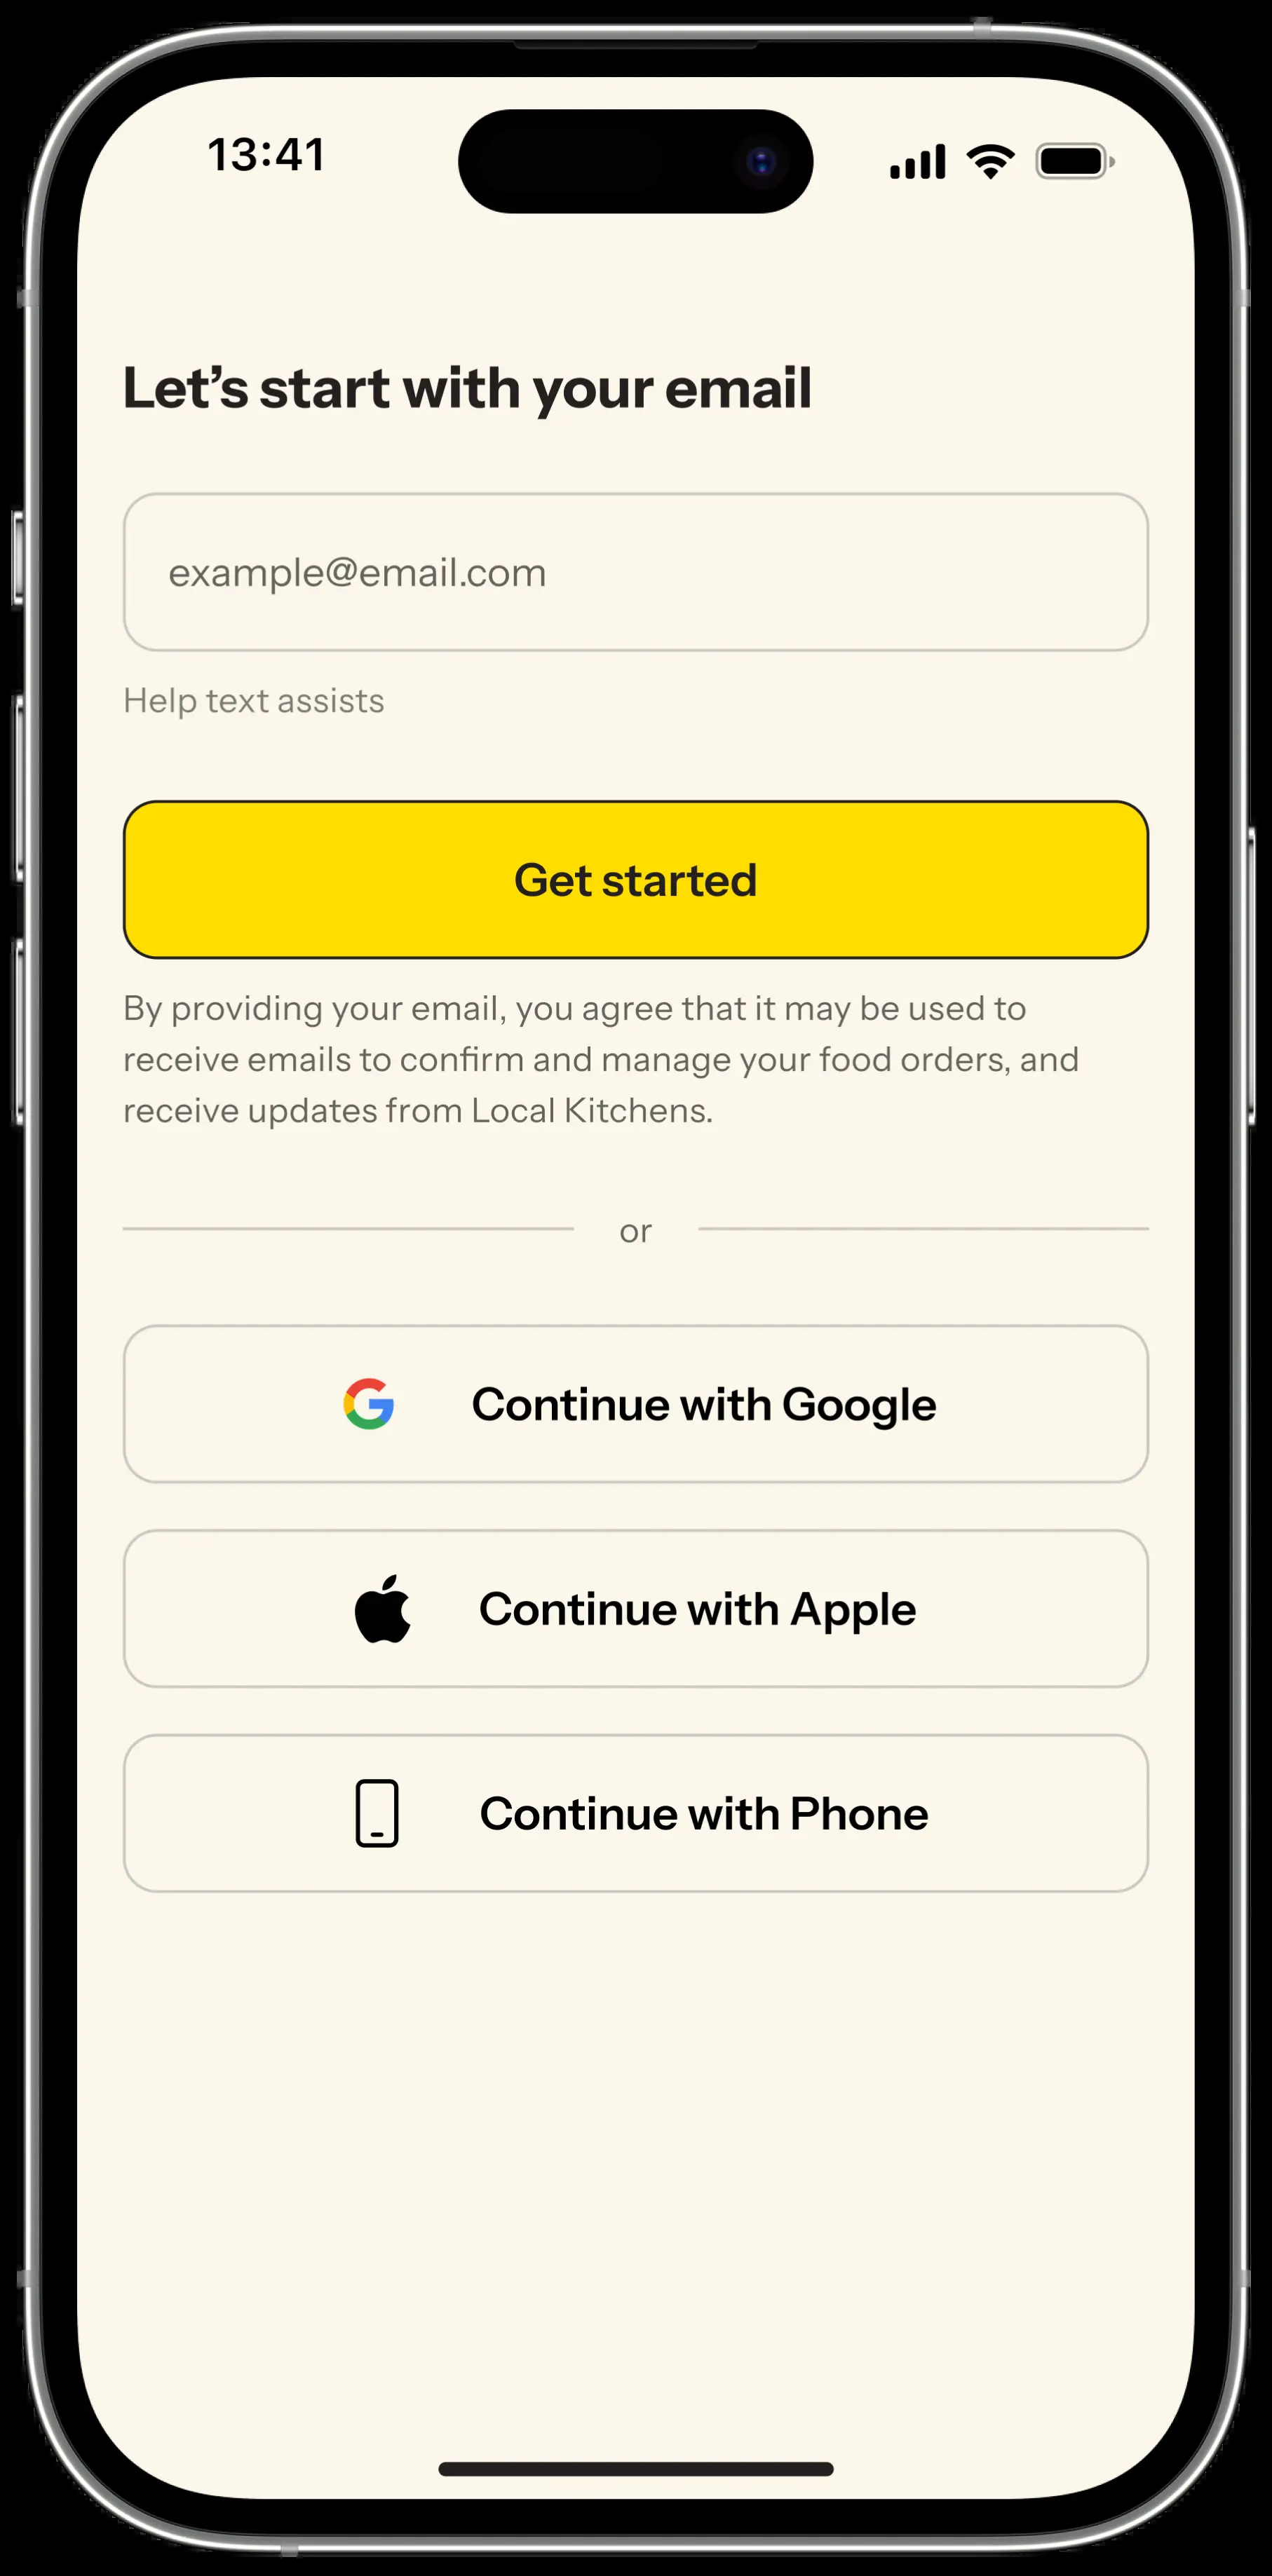 13:41
Let’s start with your email
example@email.com
Help text assists
Get started
By providing your email, you agree that it may be used to
receive emails to confirm and manage your food orders, and
receive updates from Local Kitchens.
or
Continue with Google
Continue with Apple
Continue with Phone